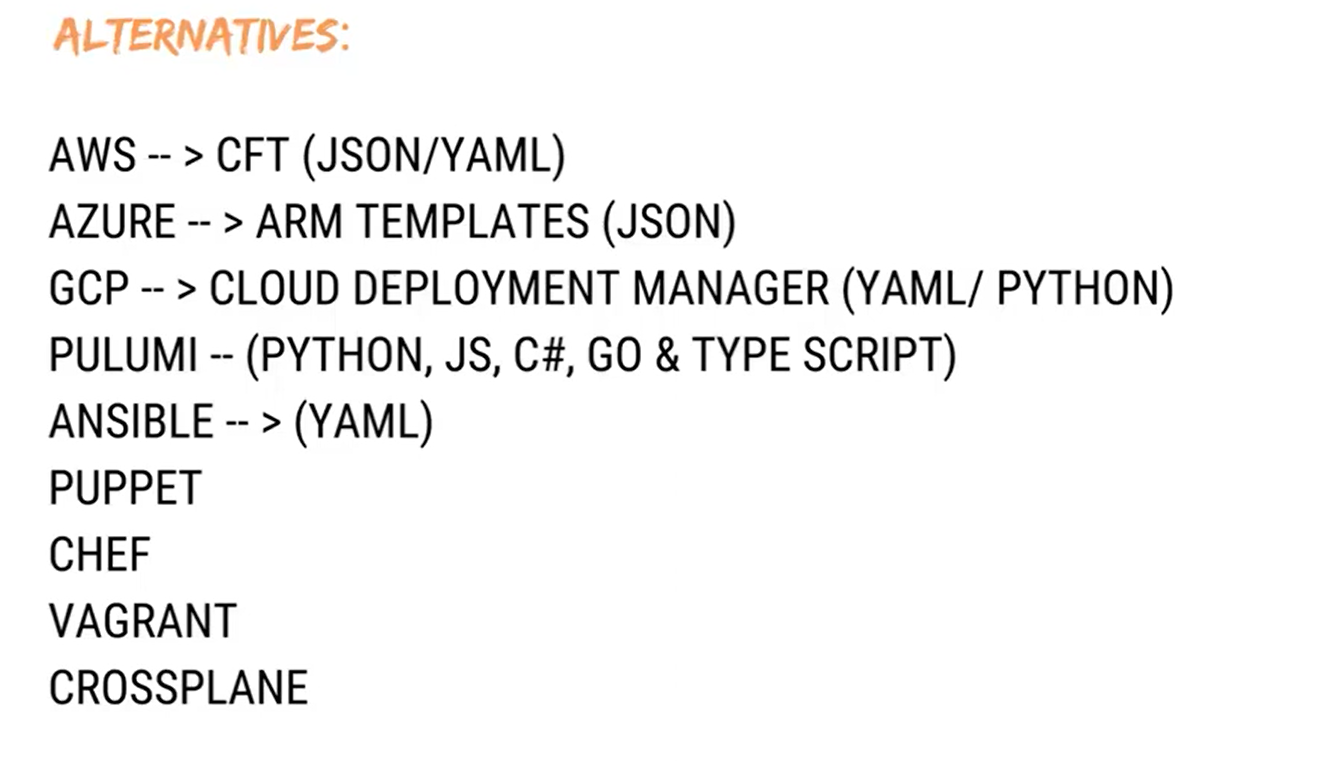 ALTERNATIVES:
AWS -- > CFT (JSON/YAML)
AZURE -- > ARM TEMPLATES (JSON)
GCP -- > CLOUD DEPLOYMENT MANAGER (YAML/ PYTHON)
PULUMI -- (PYTHON, JS, C#, GO & TYPE SCRIPT)
ANSIBLE -- > (YAML)
PUPPET
CHEF
VAGRANT
CROSSPLANE